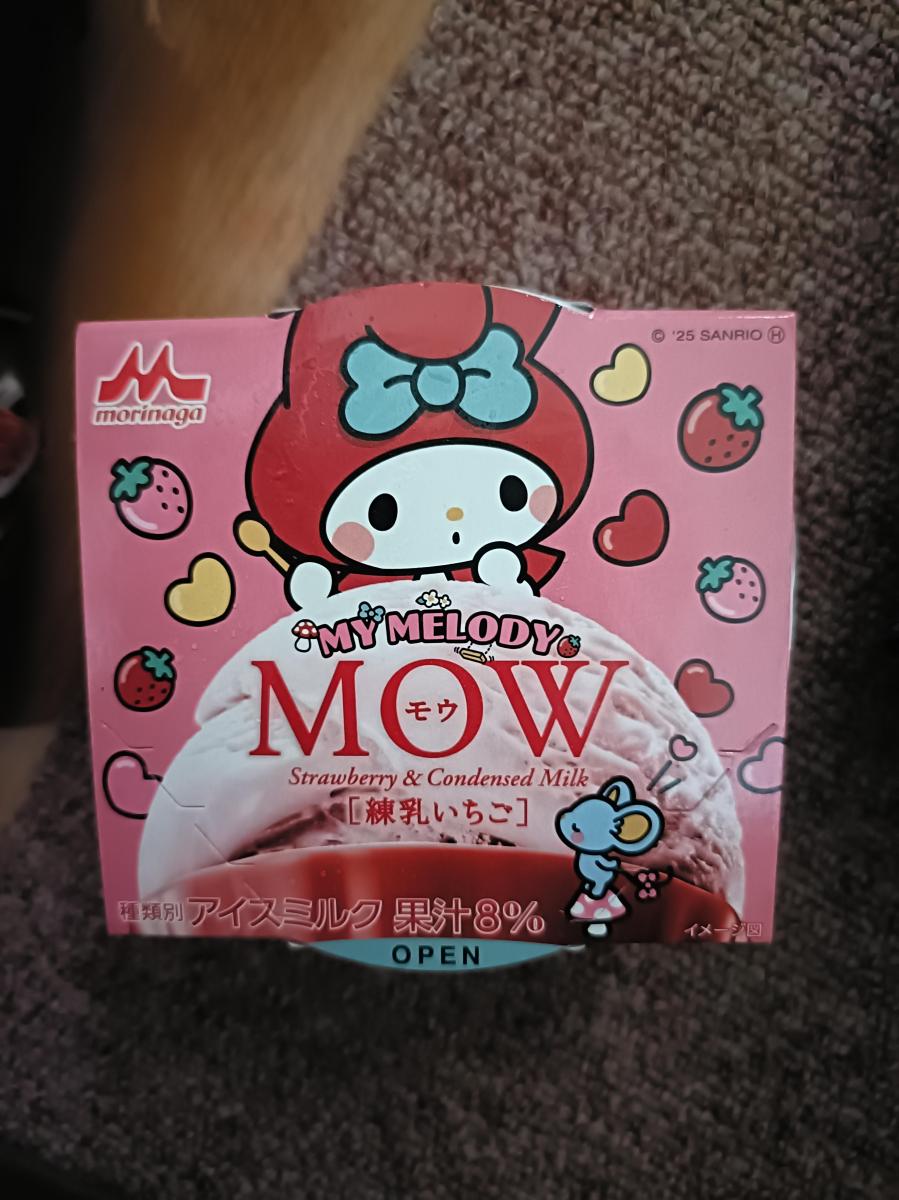 © '25 SANRIO Ⓗ
morinaga
MY MELODY
MOW
モウ
Strawberry & Condensed Milk
[練乳いちご]
種類別 アイスミルク 果汁8%
イメージ図
OPEN